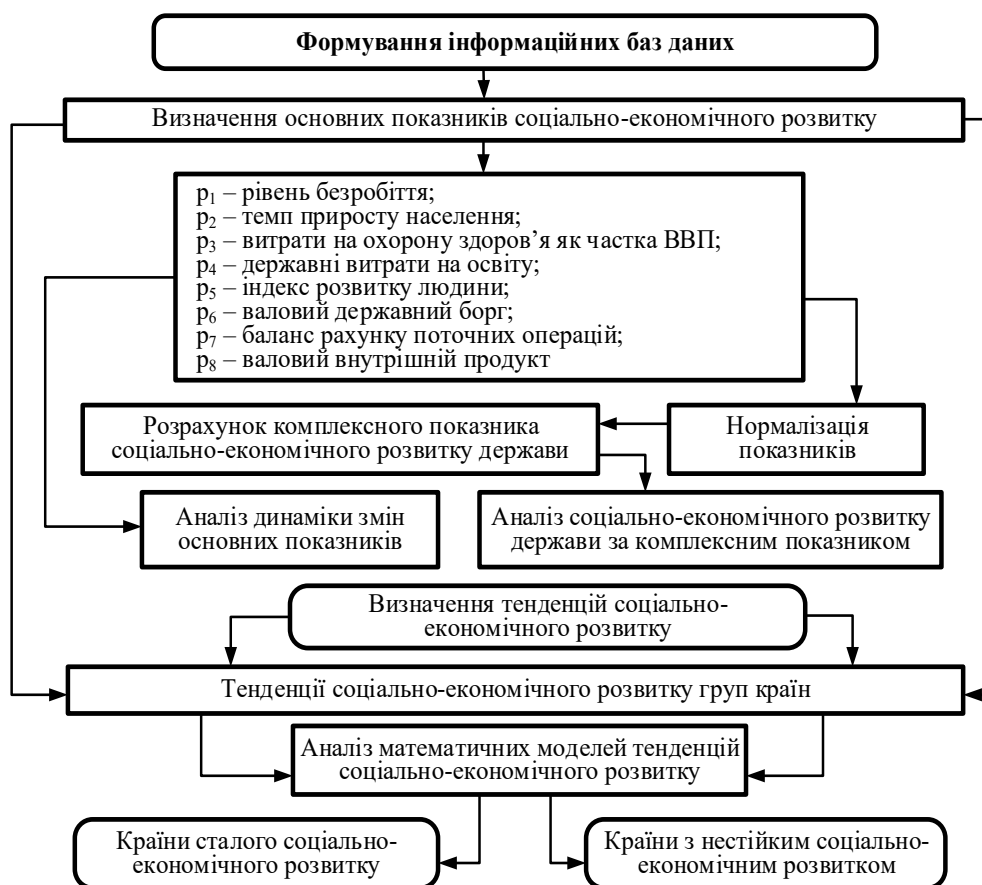 Формування інформаційних баз даних
Визначення основних показників соціально-економічного розвитку
p₁ – рівень безробіття;
p₂ – темп приросту населення;
p₃ – витрати на охорону здоров’я як частка ВВП;
p₄ – державні витрати на освіту;
p₅ – індекс розвитку людини;
p₆ – валовий державний борг;
p₇ – баланс рахунку поточних операцій;
p₈ – валовий внутрішній продукт
Розрахунок комплексного показника
соціально-економічного розвитку держави
Нормалізація
показників
Аналіз динаміки змін
основних показників
Аналіз соціально-економічного розвитку
держави за комплексним показником
Визначення тенденцій соціально-
економічного розвитку
Тенденції соціально-економічного розвитку груп країн
Аналіз математичних моделей тенденцій
соціально-економічного розвитку
Країни сталого соціально-
економічного розвитку
Країни з нестійким соціально-
економічним розвитком